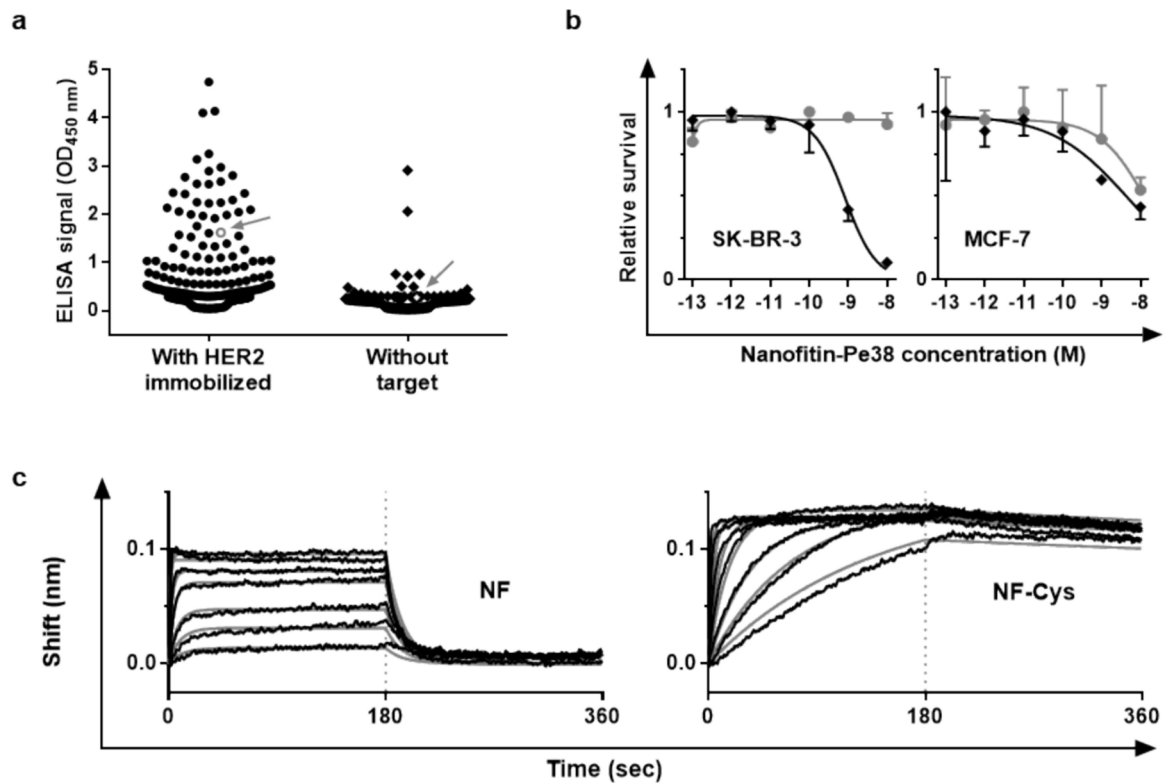 a
ELISA signal (OD450 nm)
5
4
3
2
1
0
With HER2
immobilized
Without
target
b
Relative survival
1
0
SK-BR-3
-13 -12 -11 -10 -9 -8
1
0
MCF-7
-13 -12 -11 -10 -9 -8
Nanofitin-Pe38 concentration (M)
c
Shift (nm)
0.1
0.0
NF
0 180 360
0.1
0.0
NF-Cys
0 180 360
Time (sec)